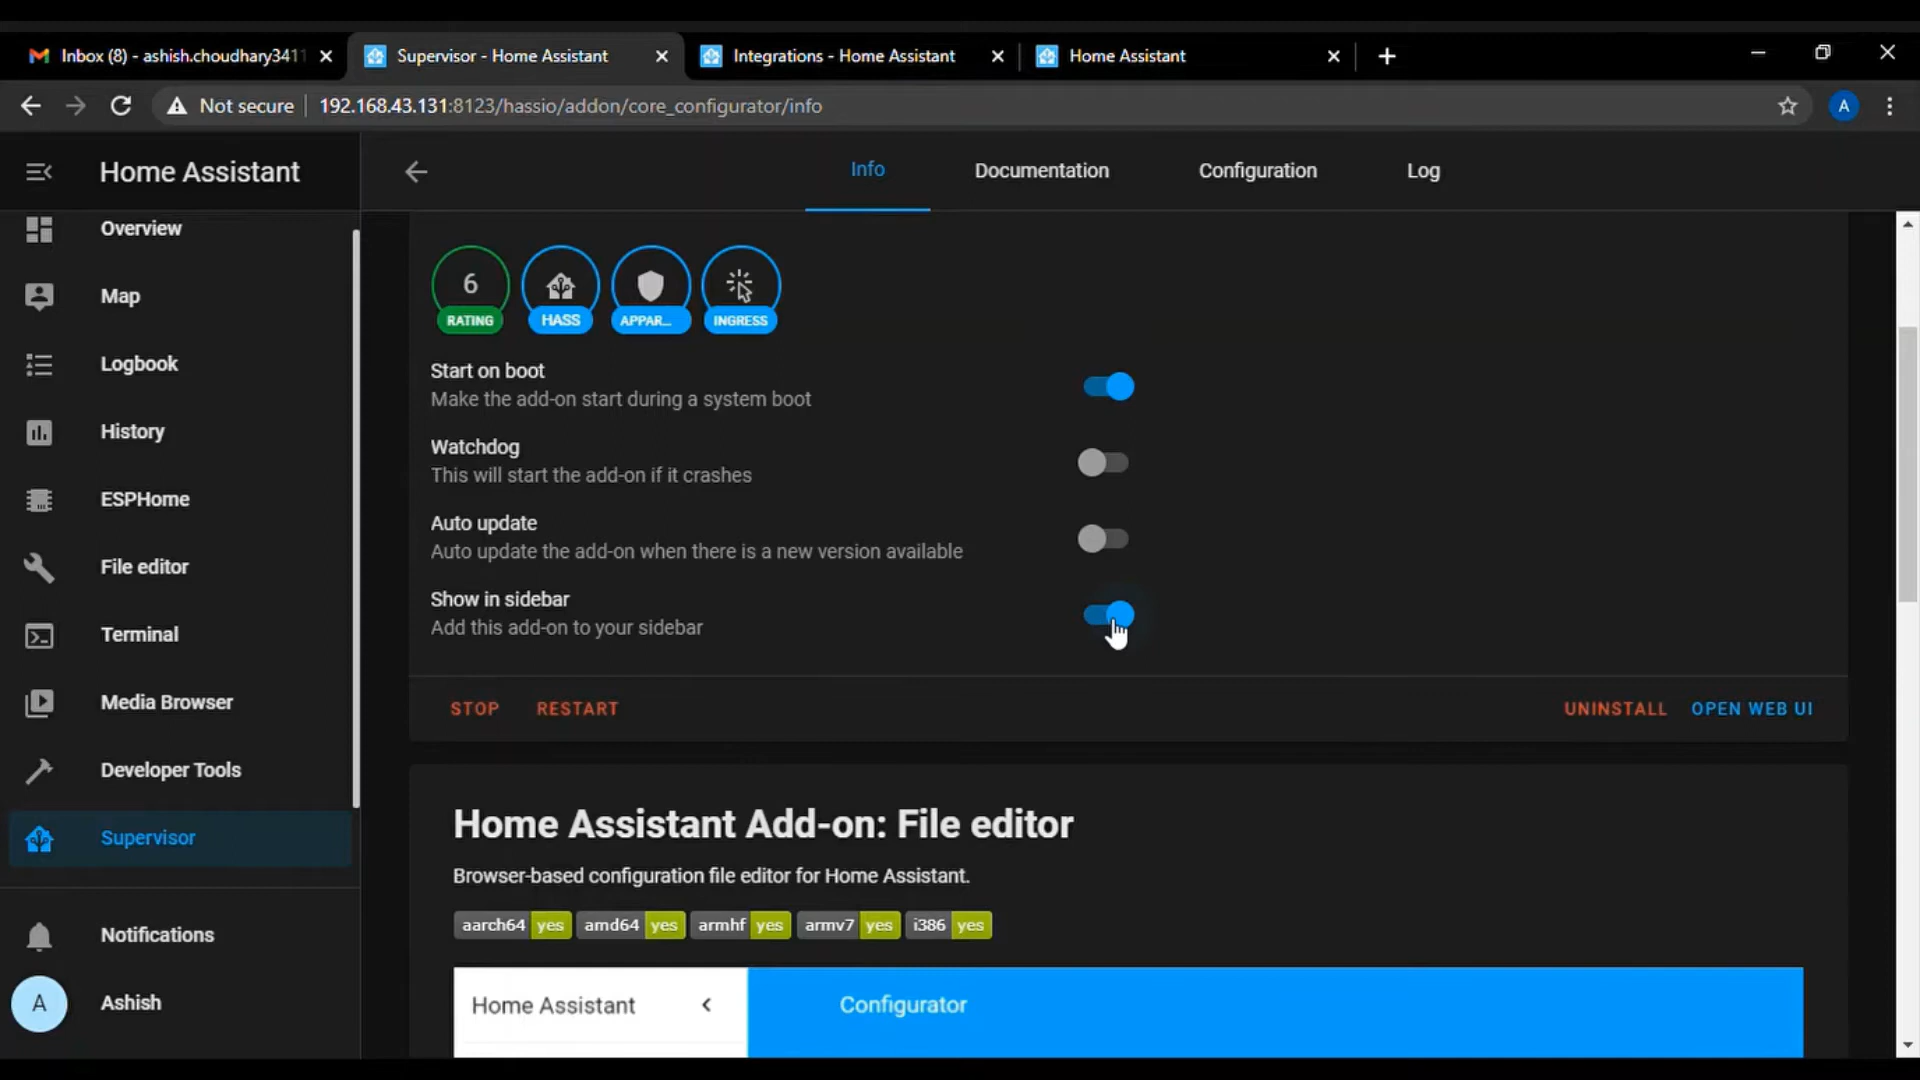 Inbox (8) - ashish.choudhary3411
Supervisor - Home Assistant
Integrations - Home Assistant
Home Assistant
Not secure
192.168.43.131:8123/hassio/addon/core_configurator/info
A
Home Assistant
Info
Documentation
Configuration
Log
Overview
Map
Logbook
History
ESPHome
File editor
Terminal
Media Browser
Developer Tools
Supervisor
Notifications
A
Ashish
6
RATING
HASS
APPAR...
INGRESS
Start on boot
Make the add-on start during a system boot
Watchdog
This will start the add-on if it crashes
Auto update
Auto update the add-on when there is a new version available
Show in sidebar
Add this add-on to your sidebar
STOP
RESTART
UNINSTALL
OPEN WEB UI
Home Assistant Add-on: File editor
Browser-based configuration file editor for Home Assistant.
aarch64 yes amd64 yes armhf yes armv7 yes i386 yes
Home Assistant
Configurator